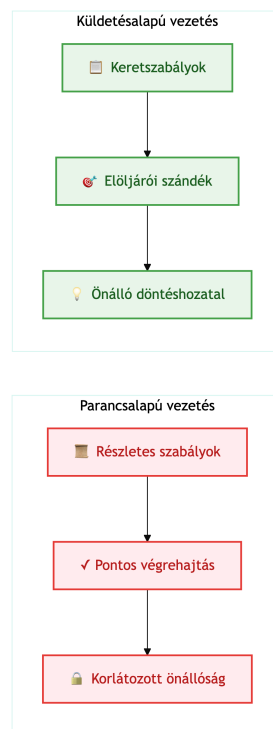 Küldetésalapú vezetés
📋 Keretszabályok
🎯 Elöljárói szándék
💡 Önálló döntéshozatal
Parancsalapú vezetés
📜 Részletes szabályok
✓ Pontos végrehajtás
🔒 Korlátozott önállóság